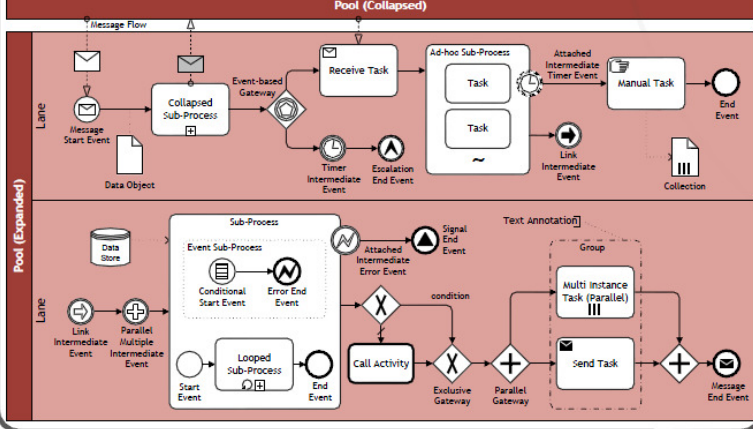 Pool (Collapsed)
Message Flow
Pool (Expanded)
Lane
Message
Start Event
Data Object
Collapsed
Sub-Process
Event-based
Gateway
Receive Task
Timer
Intermediate
Event
Escalation
End Event
Ad-hoc Sub-Process
Task
Task
~
Attached
Intermediate
Timer Event
Link
Intermediate
Event
Manual Task
Collection
End
Event
Lane
Data
Store
Link
Intermediate
Event
Parallel
Multiple
Intermediate
Event
Sub-Process
Event Sub-Process
Conditional
Start Event
Error End
Event
Start
Event
Looped
Sub-Process
End
Event
Attached
Intermediate
Error Event
Signal
End
Event
Call Activity
condition
Exclusive
Gateway
Parallel
Gateway
Text Annotation
Group
Multi Instance
Task (Parallel)
Send Task
Message
End Event